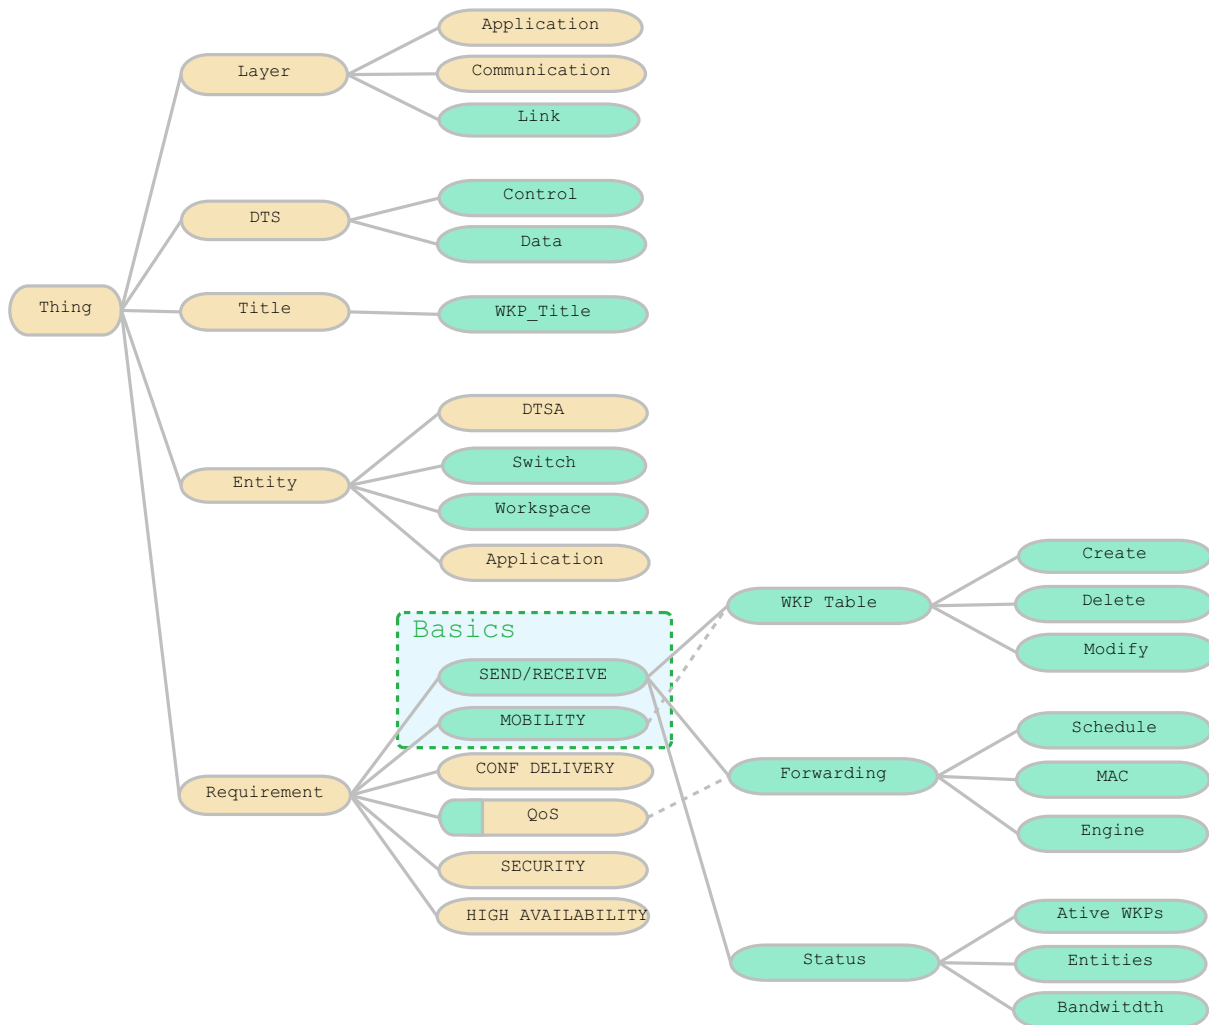 Application
Layer
Communication
Link
Control
DTS
Data
Thing
Title
WKP_Title
DTSA
Switch
Entity
Workspace
Application
Create
WKP Table
Delete
Modify
Basics
SEND/RECEIVE
MOBILITY
Schedule
CONF DELIVERY
Forwarding
MAC
Requirement
QoS
Engine
SECURITY
HIGH AVAILABILITY
Ative WKPs
Status
Entities
Bandwitdth